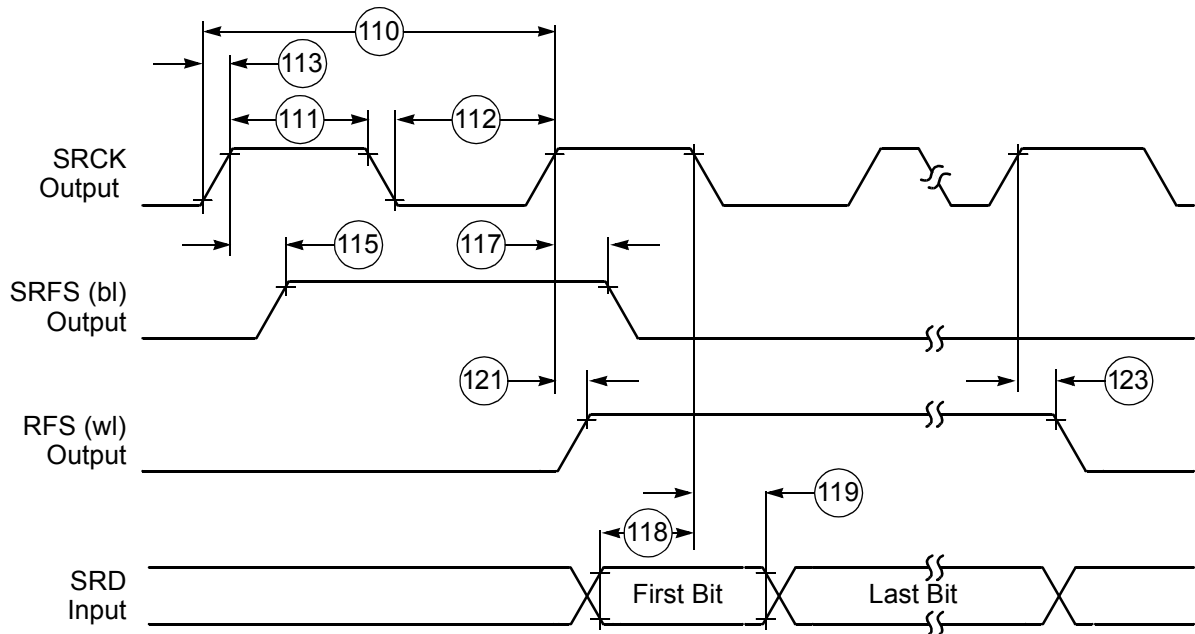 110
113
111
112
SRCK
Output
115
117
SRFS (bl)
Output
121
123
RFS (wl)
Output
119
118
SRD
Input
First Bit
Last Bit